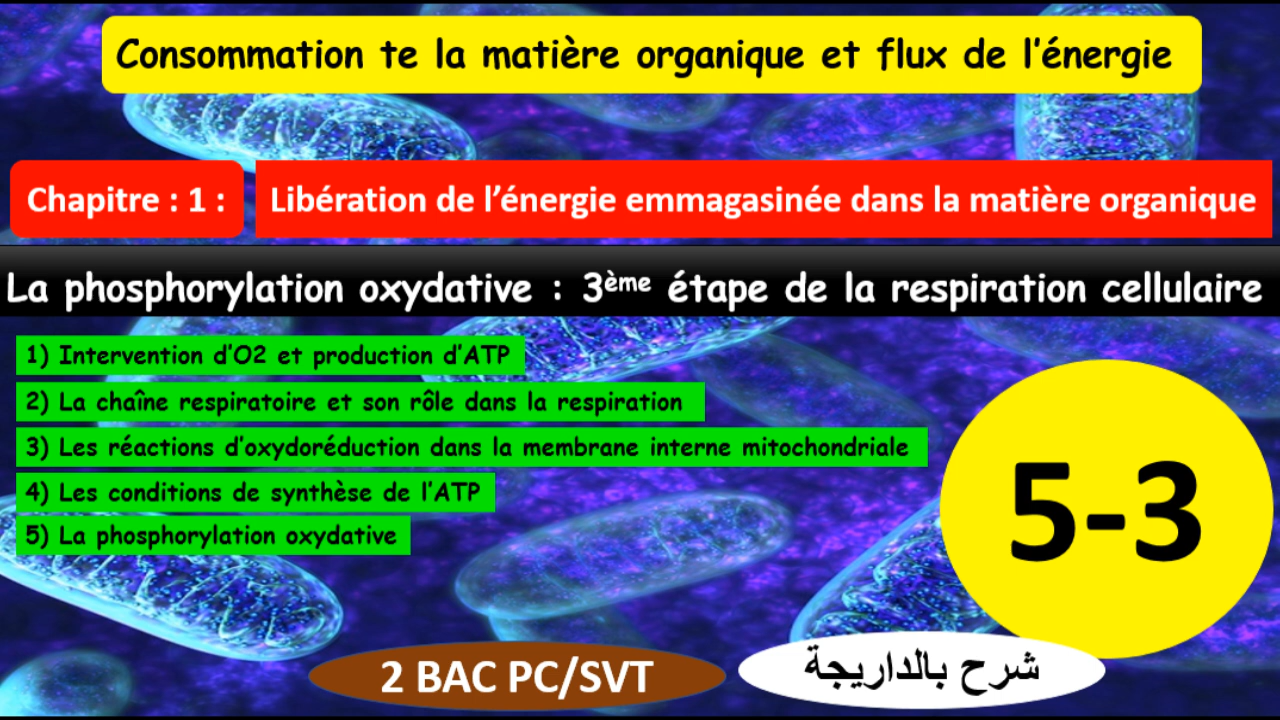 Consommation te la matière organique et flux de l’énergie
Chapitre : 1 : Libération de l’énergie emmagasinée dans la matière organique
La phosphorylation oxydative : 3ème étape de la respiration cellulaire
1) Intervention d’O2 et production d’ATP
2) La chaîne respiratoire et son rôle dans la respiration
3) Les réactions d’oxydoréduction dans la membrane interne mitochondriale
4) Les conditions de synthèse de l’ATP
5) La phosphorylation oxydative
5-3
2 BAC PC/SVT
شرح بالداريجة